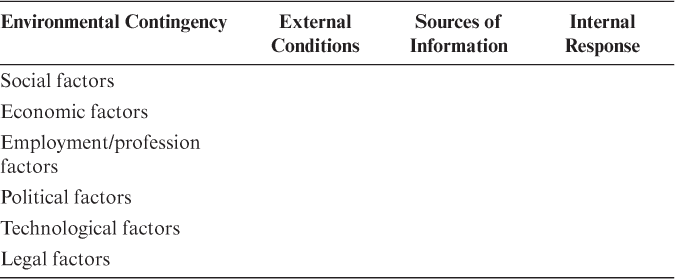 Environmental Contingency External Sources of Internal
Conditions Information Response
Social factors
Economic factors
Employment/profession
factors
Political factors
Technological factors
Legal factors